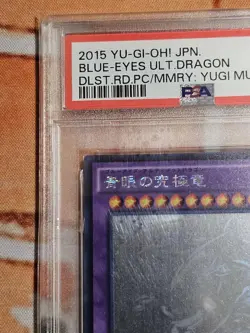 2015 YU-GI-OH! JPN.
BLUE-EYES ULT.DRAGON
DLST.RD.PC/MMRY: YUGI MU
PSA
青眼の究極竜